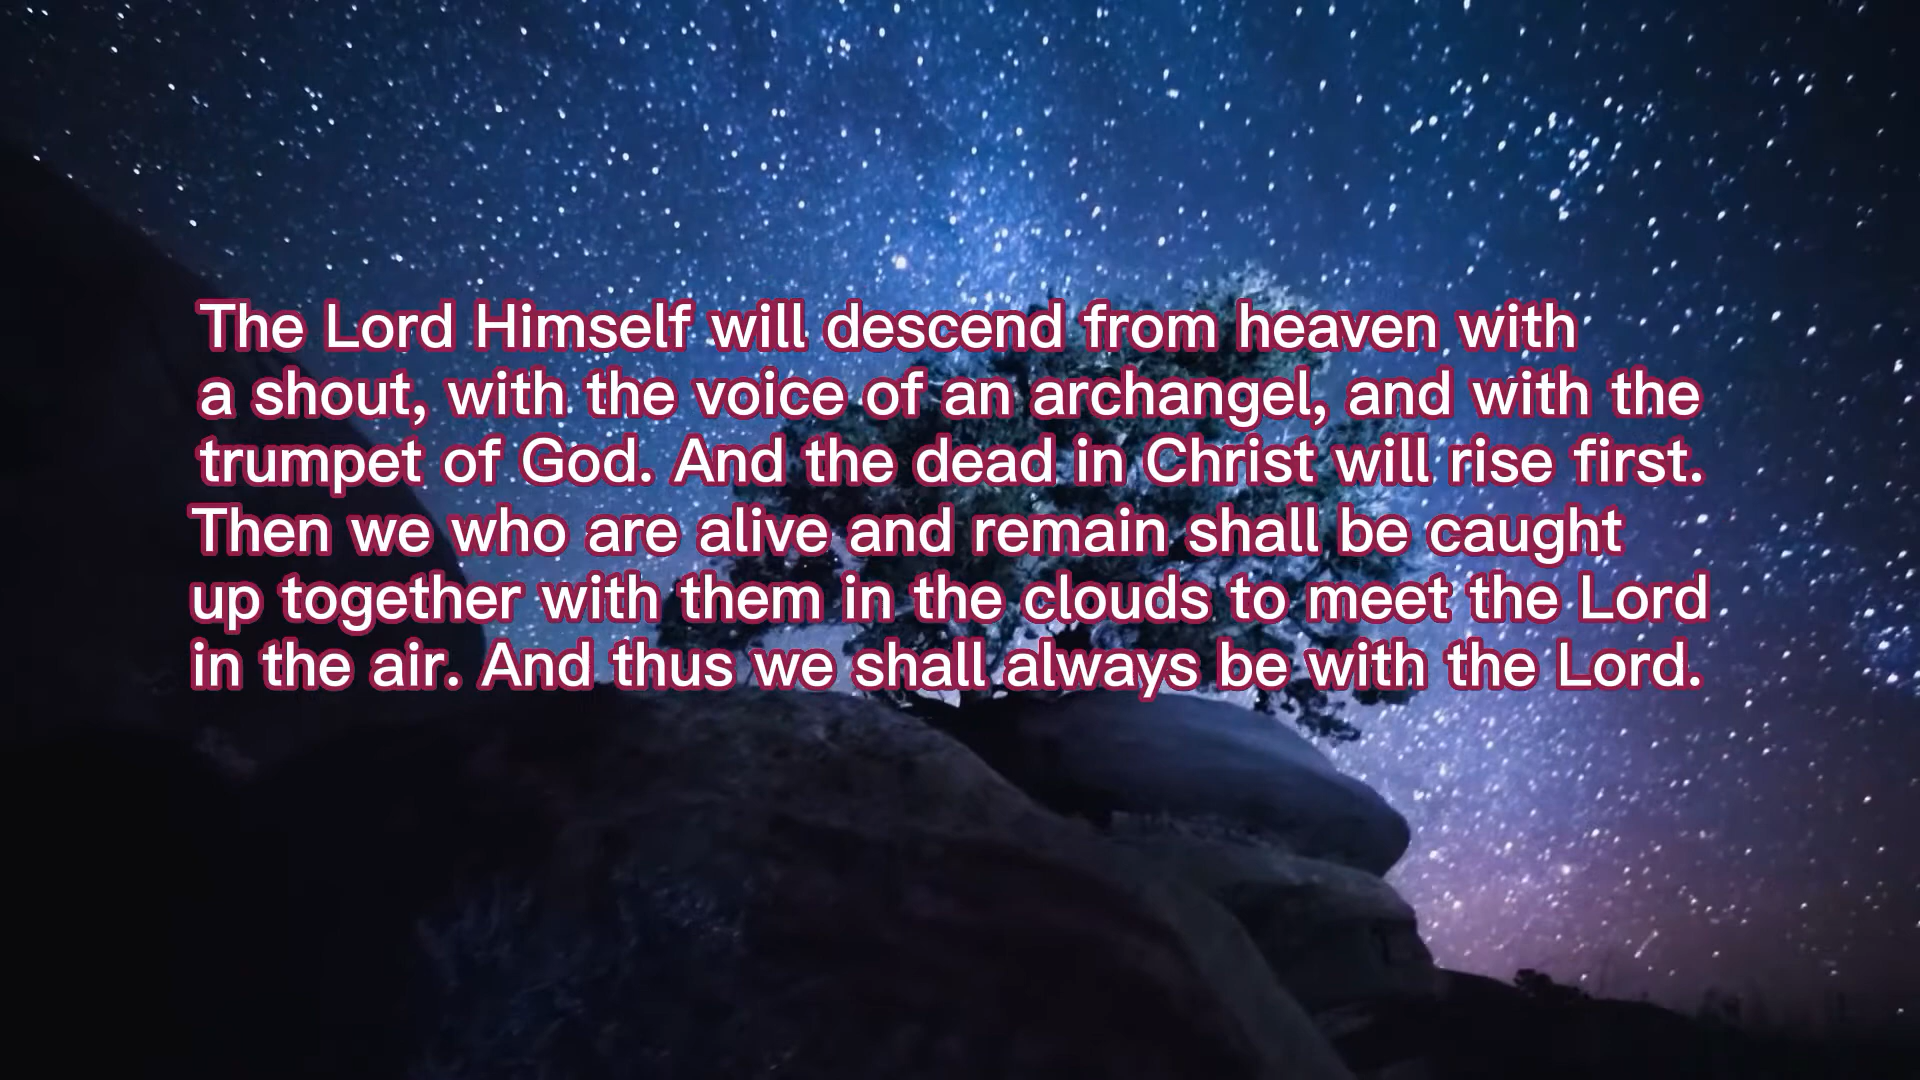 The Lord Himself will descend from heaven with
a shout, with the voice of an archangel, and with the
trumpet of God. And the dead in Christ will rise first.
Then we who are alive and remain shall be caught
up together with them in the clouds to meet the Lord
in the air. And thus we shall always be with the Lord.